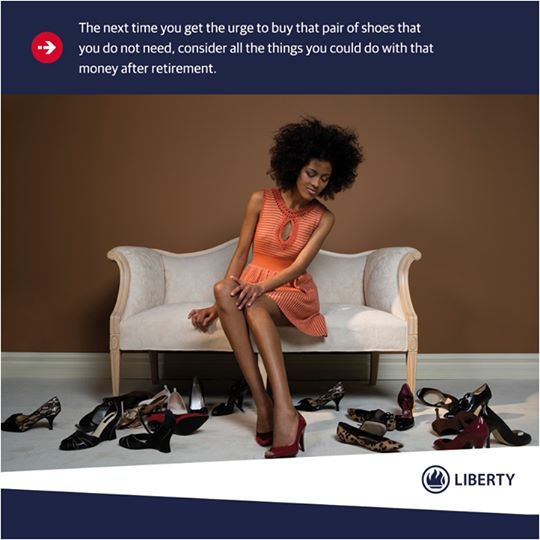 The next time you get the urge to buy that pair of shoes that
you do not need, consider all the things you could do with that
money after retirement.
LIBERTY